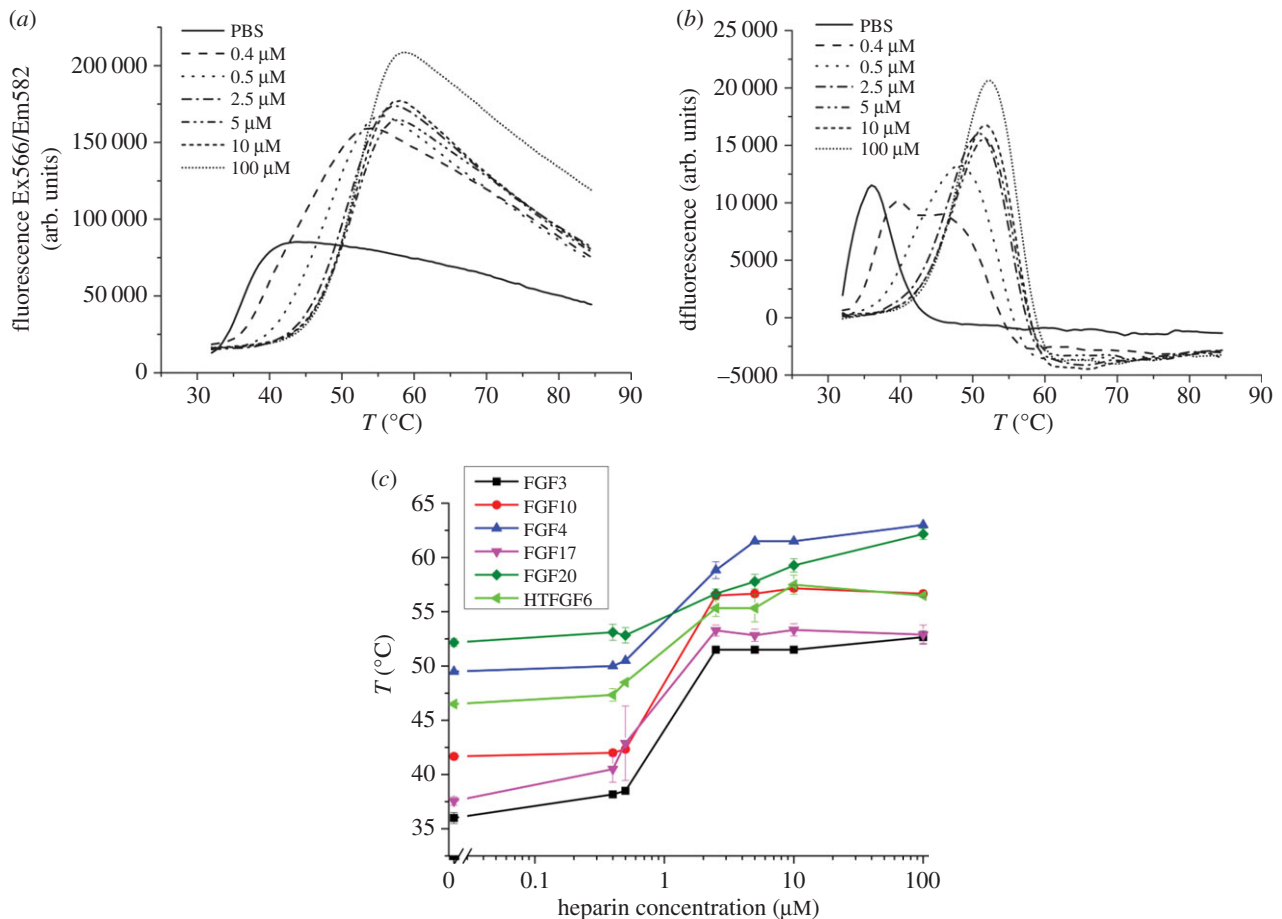 (a)
PBS
0.4 µM
0.5 µM
2.5 µM
5 µM
10 µM
100 µM
fluorescence Ex566/Em582
(arb. units)
200 000
150 000
100 000
50 000
0
30 40 50 60 70 80 90
T (°C)
(b)
PBS
0.4 µM
0.5 µM
2.5 µM
5 µM
10 µM
100 µM
dfluorescence (arb. units)
25 000
20 000
15 000
10 000
5000
0
–5000
30 40 50 60 70 80 90
T (°C)
(c)
FGF3
FGF10
FGF4
FGF17
FGF20
HTFGF6
T (°C)
65
60
55
50
45
40
35
0 0.1 1 10 100
heparin concentration (µM)